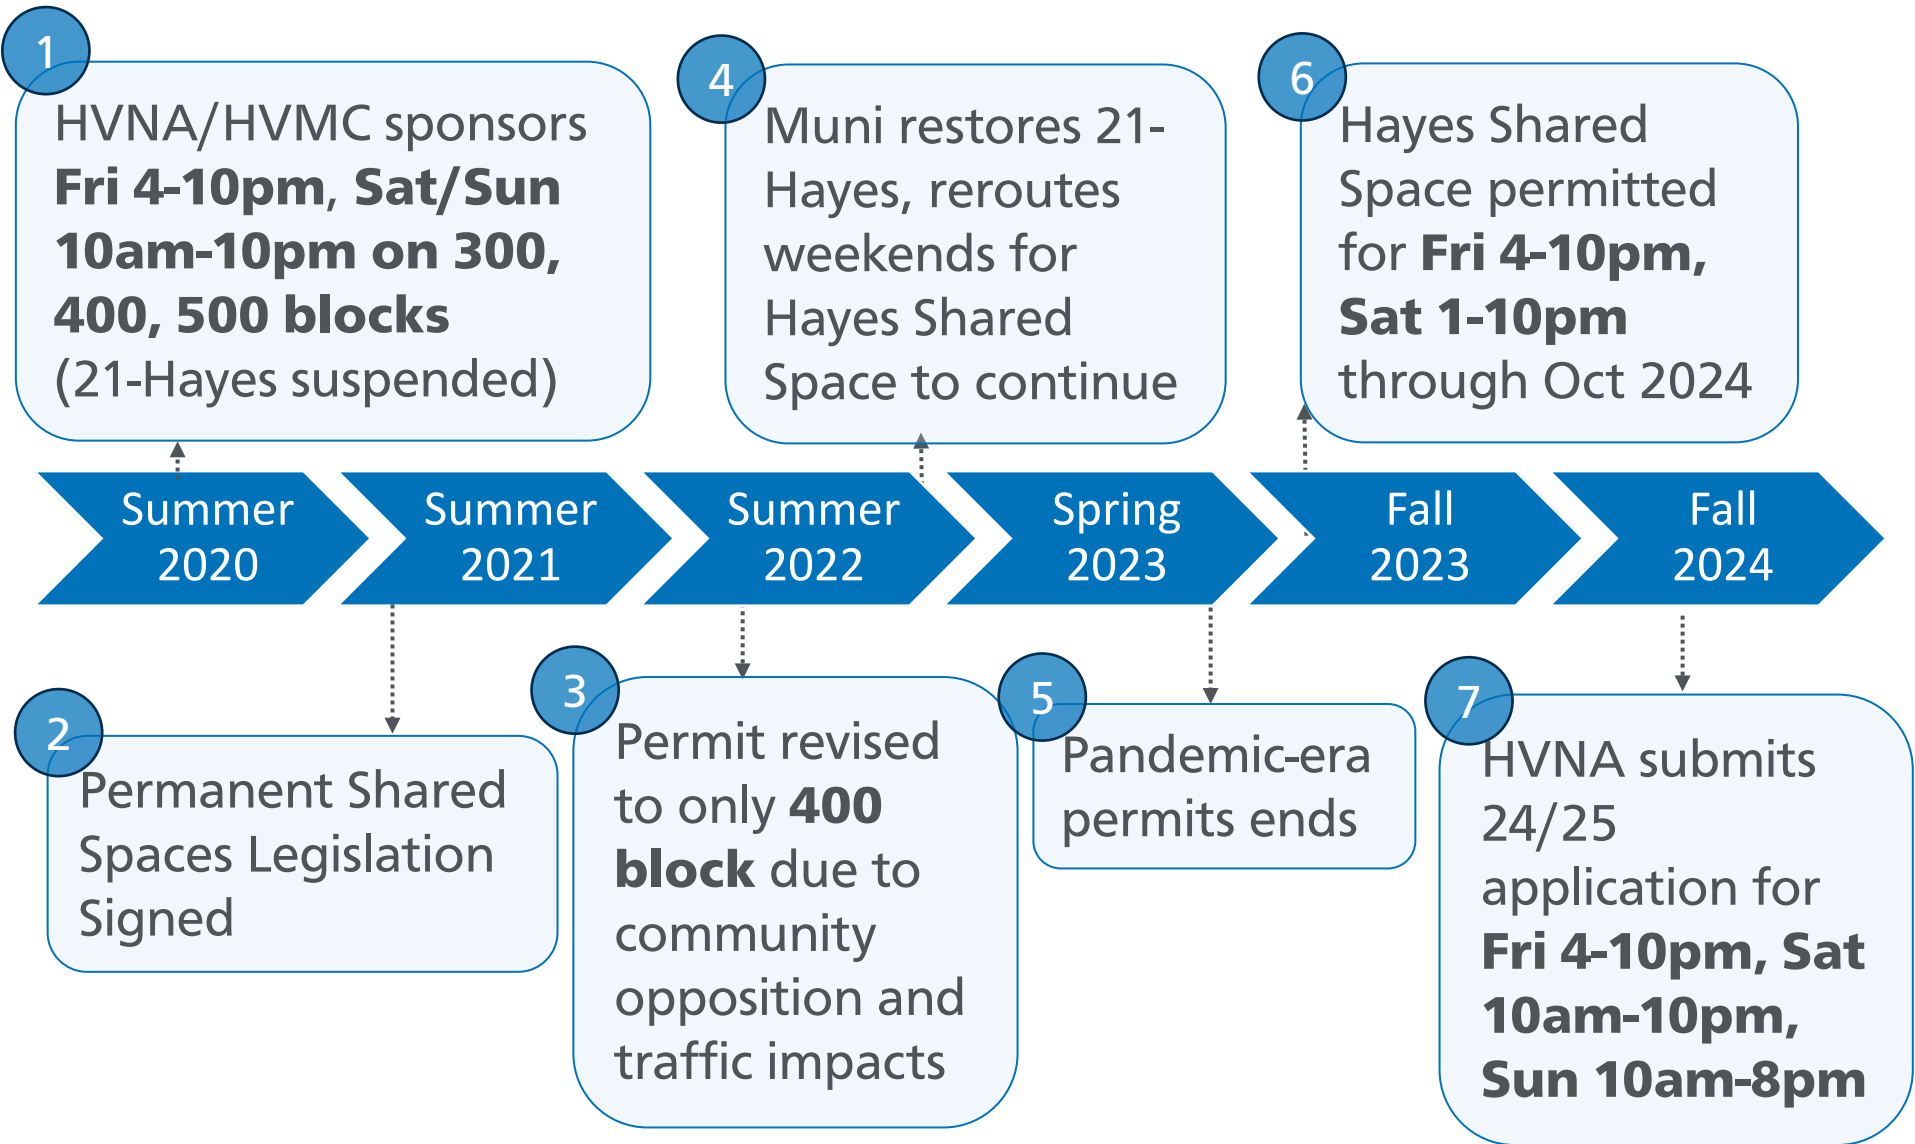 1
HVNA/HVMC sponsors
Fri 4-10pm, Sat/Sun
10am-10pm on 300,
400, 500 blocks
(21-Hayes suspended)
4
Muni restores 21-
Hayes, reroutes
weekends for
Hayes Shared
Space to continue
6
Hayes Shared
Space permitted
for Fri 4-10pm,
Sat 1-10pm
through Oct 2024
Summer
2020
Summer
2021
Summer
2022
Spring
2023
Fall
2023
Fall
2024
2
Permanent Shared
Spaces Legislation
Signed
3
Permit revised
to only 400
block due to
community
opposition and
traffic impacts
5
Pandemic-era
permits ends
7
HVNA submits
24/25
application for
Fri 4-10pm, Sat
10am-10pm,
Sun 10am-8pm